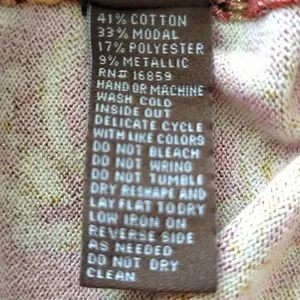 41% COTTON
33% MODAL
17% POLYESTER
9% METALLIC
RN# 16859
HAND OR MACHINE
WASH COLD
INSIDE OUT
DELICATE CYCLE
WITH LIKE COLORS
DO NOT BLEACH
DO NOT WRING
DO NOT TUMBLE
DRY RESHAPE AND
LAY FLAT TO DRY
LOW IRON ON
REVERSE SIDE
AS NEEDED
DO NOT DRY
CLEAN